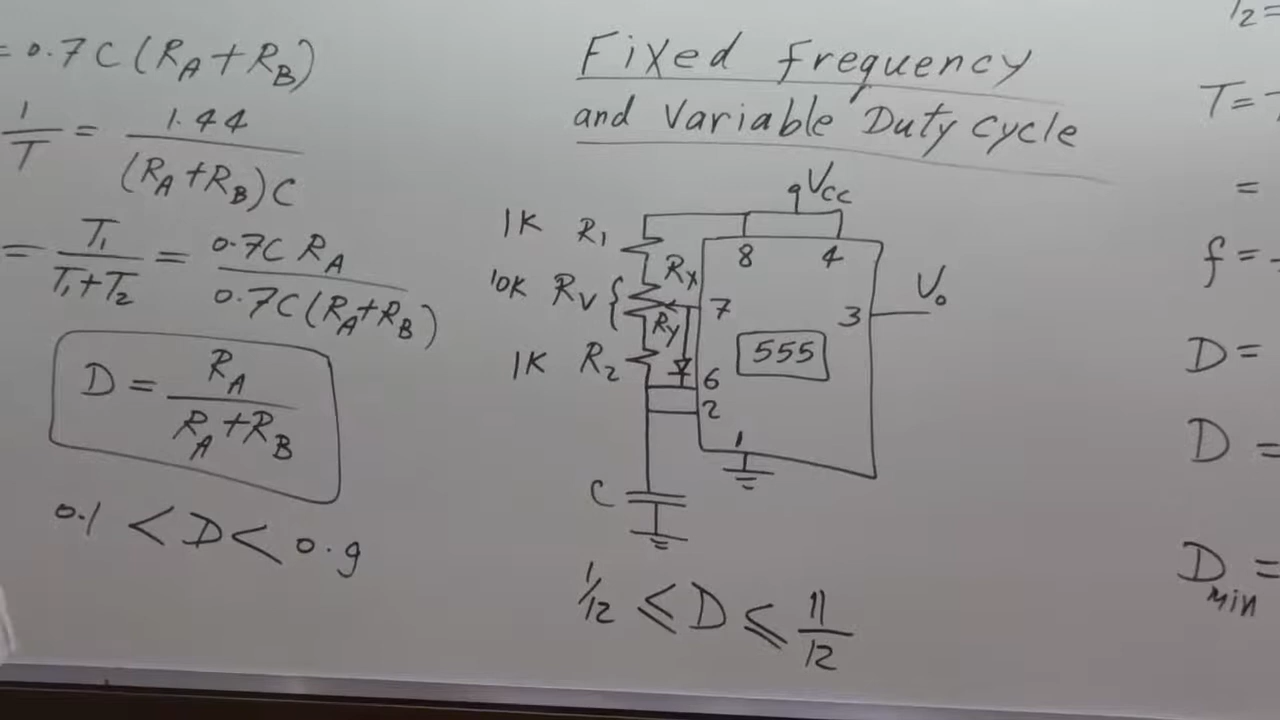 = 0.7C (R_A + R_B)
1/T = 1.44 / (R_A + R_B)C
= T_1 / (T_1 + T_2) = 0.7C R_A / 0.7C (R_A + R_B)
D = R_A / (R_A + R_B)
0.1 < D < 0.9
Fixed frequency
and Variable Duty Cycle
Vcc
1K R_1
8 4
10K R_V R_X
7
R_Y
3 V_o
555
1K R_2
6
2
1
C
1/12 ≤ D ≤ 11/12
T =
=
f =
D =
D =
D_min =